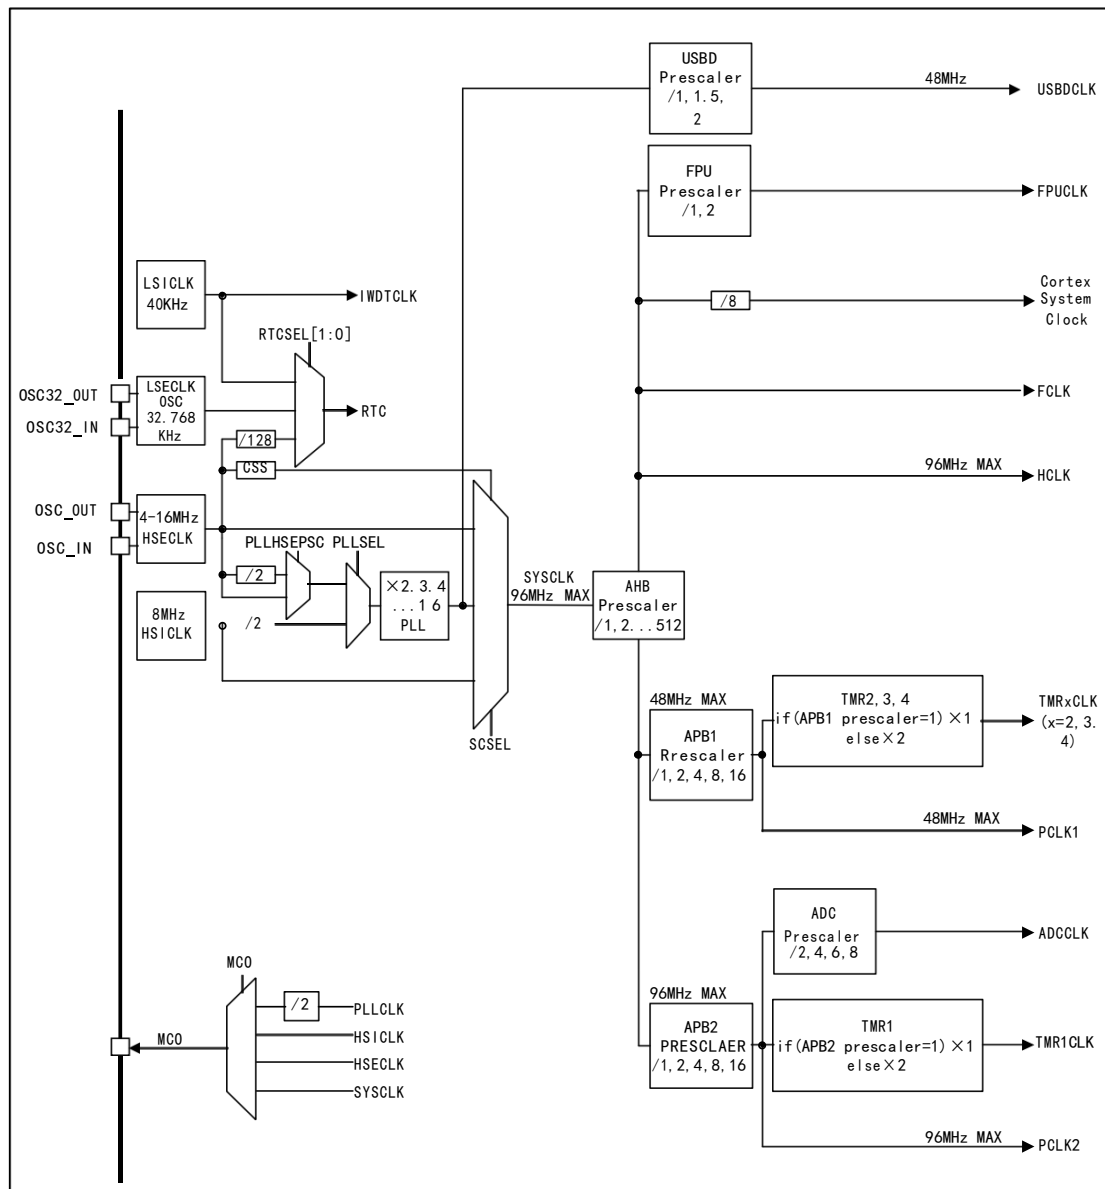 USBD
Prescaler
/1, 1.5,
2
48MHz
USBDCLK
FPU
Prescaler
/1, 2
FPUCLK
LSICLK
40KHz
IWDTCLK
/8
Cortex
System
Clock
RTCSEL[1:0]
OSC32_OUT
OSC32_IN
LSECLK
OSC
32.768
KHz
RTC
FCLK
/128
CSS
96MHz MAX
HCLK
OSC_OUT
OSC_IN
4-16MHz
HSECLK
PLLHSEPSC PLLSEL
/2
×2.3.4
...16
PLL
SYSCLK
96MHz MAX
AHB
Prescaler
/1, 2...512
8MHz
HSICLK
/2
SCSEL
48MHz MAX
APB1
Rrescaler
/1, 2, 4, 8, 16
TMR2, 3, 4
if(APB1 prescaler=1) ×1
else×2
TMRxCLK
(x=2, 3.
4)
48MHz MAX
PCLK1
ADC
Prescaler
/2, 4, 6, 8
ADCCLK
MCO
/2
PLLCLK
HSICLK
HSECLK
SYSCLK
MCO
96MHz MAX
APB2
PRESCLAER
/1, 2, 4, 8, 16
TMR1
if(APB2 prescaler=1) ×1
else×2
TMR1CLK
96MHz MAX
PCLK2